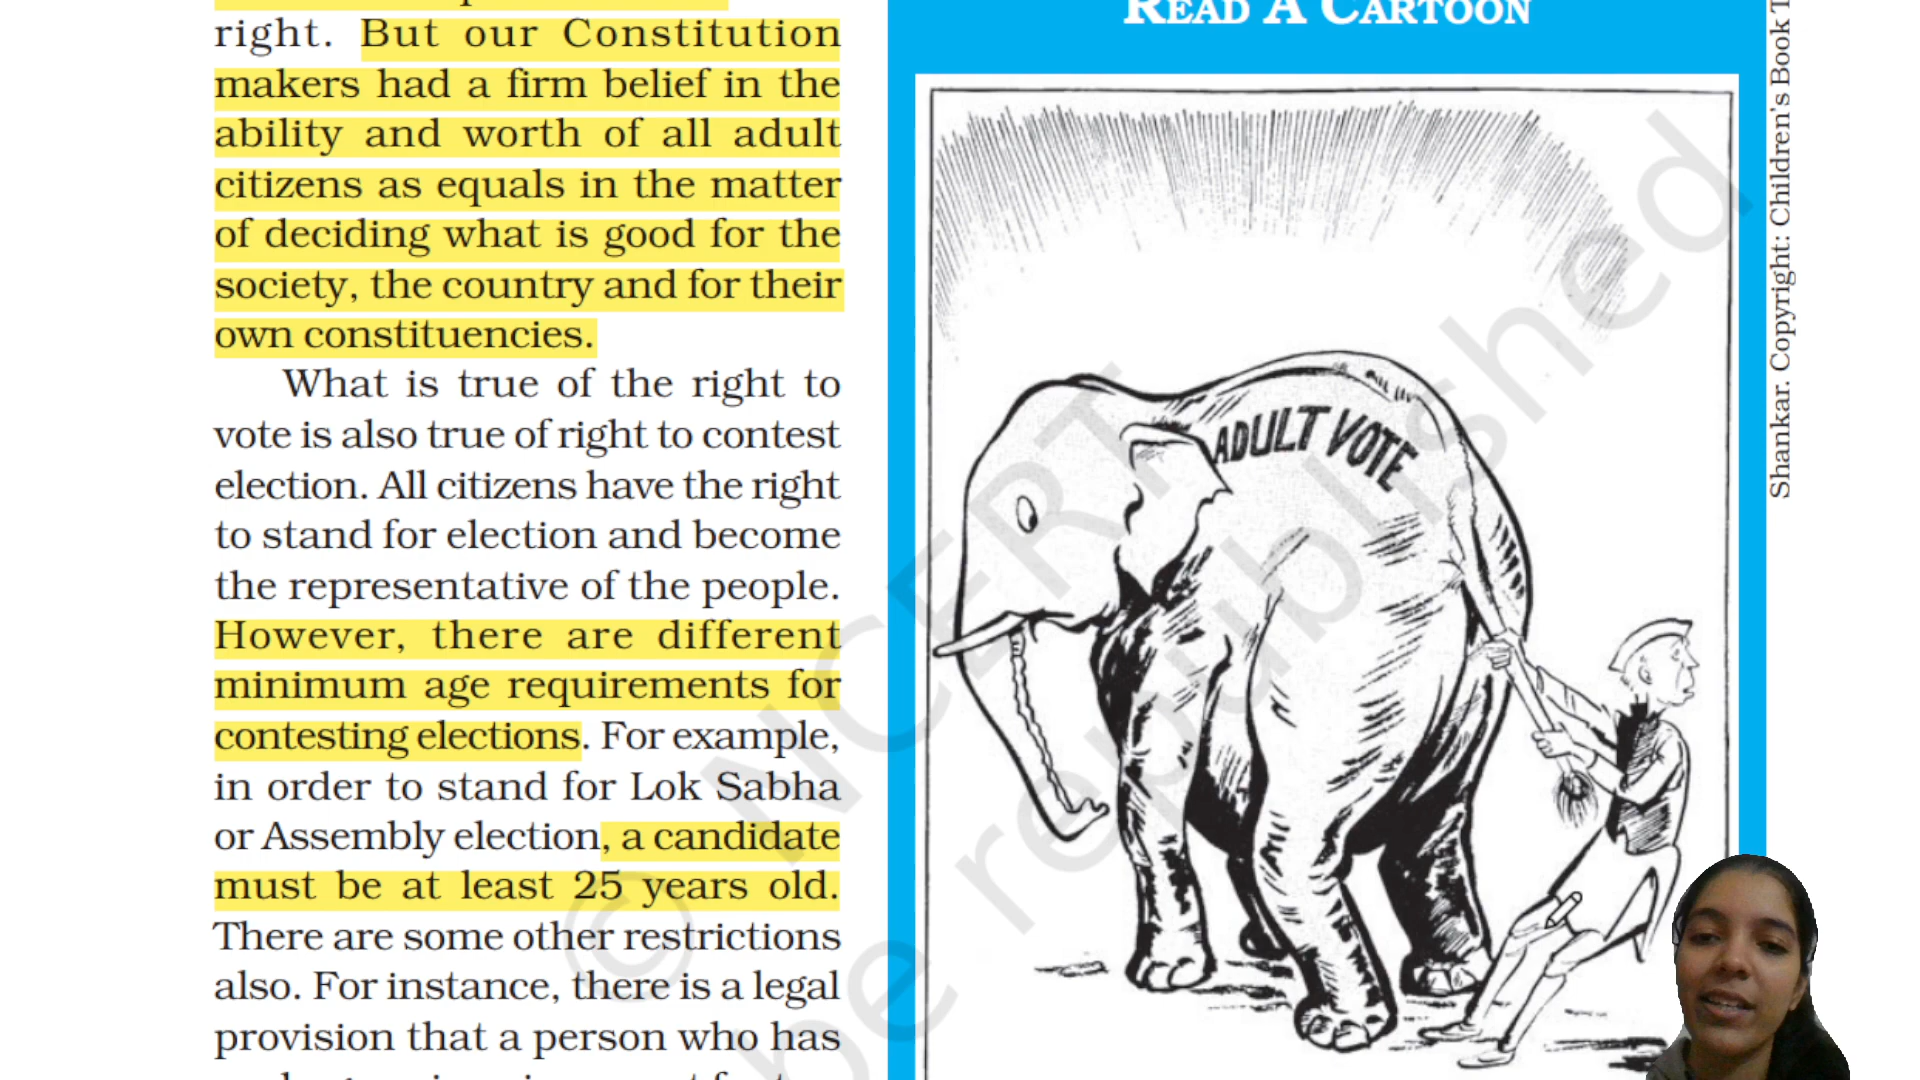 right. But our Constitution
makers had a firm belief in the
ability and worth of all adult
citizens as equals in the matter
of deciding what is good for the
society, the country and for their
own constituencies.
What is true of the right to
vote is also true of right to contest
election. All citizens have the right
to stand for election and become
the representative of the people.
However, there are different
minimum age requirements for
contesting elections. For example,
in order to stand for Lok Sabha
or Assembly election, a candidate
must be at least 25 years old.
There are some other restrictions
also. For instance, there is a legal
provision that a person who has
READ A CARTOON
ADULT VOTE
Shankar. Copyright: Children's Book T
© NCERT
be republished